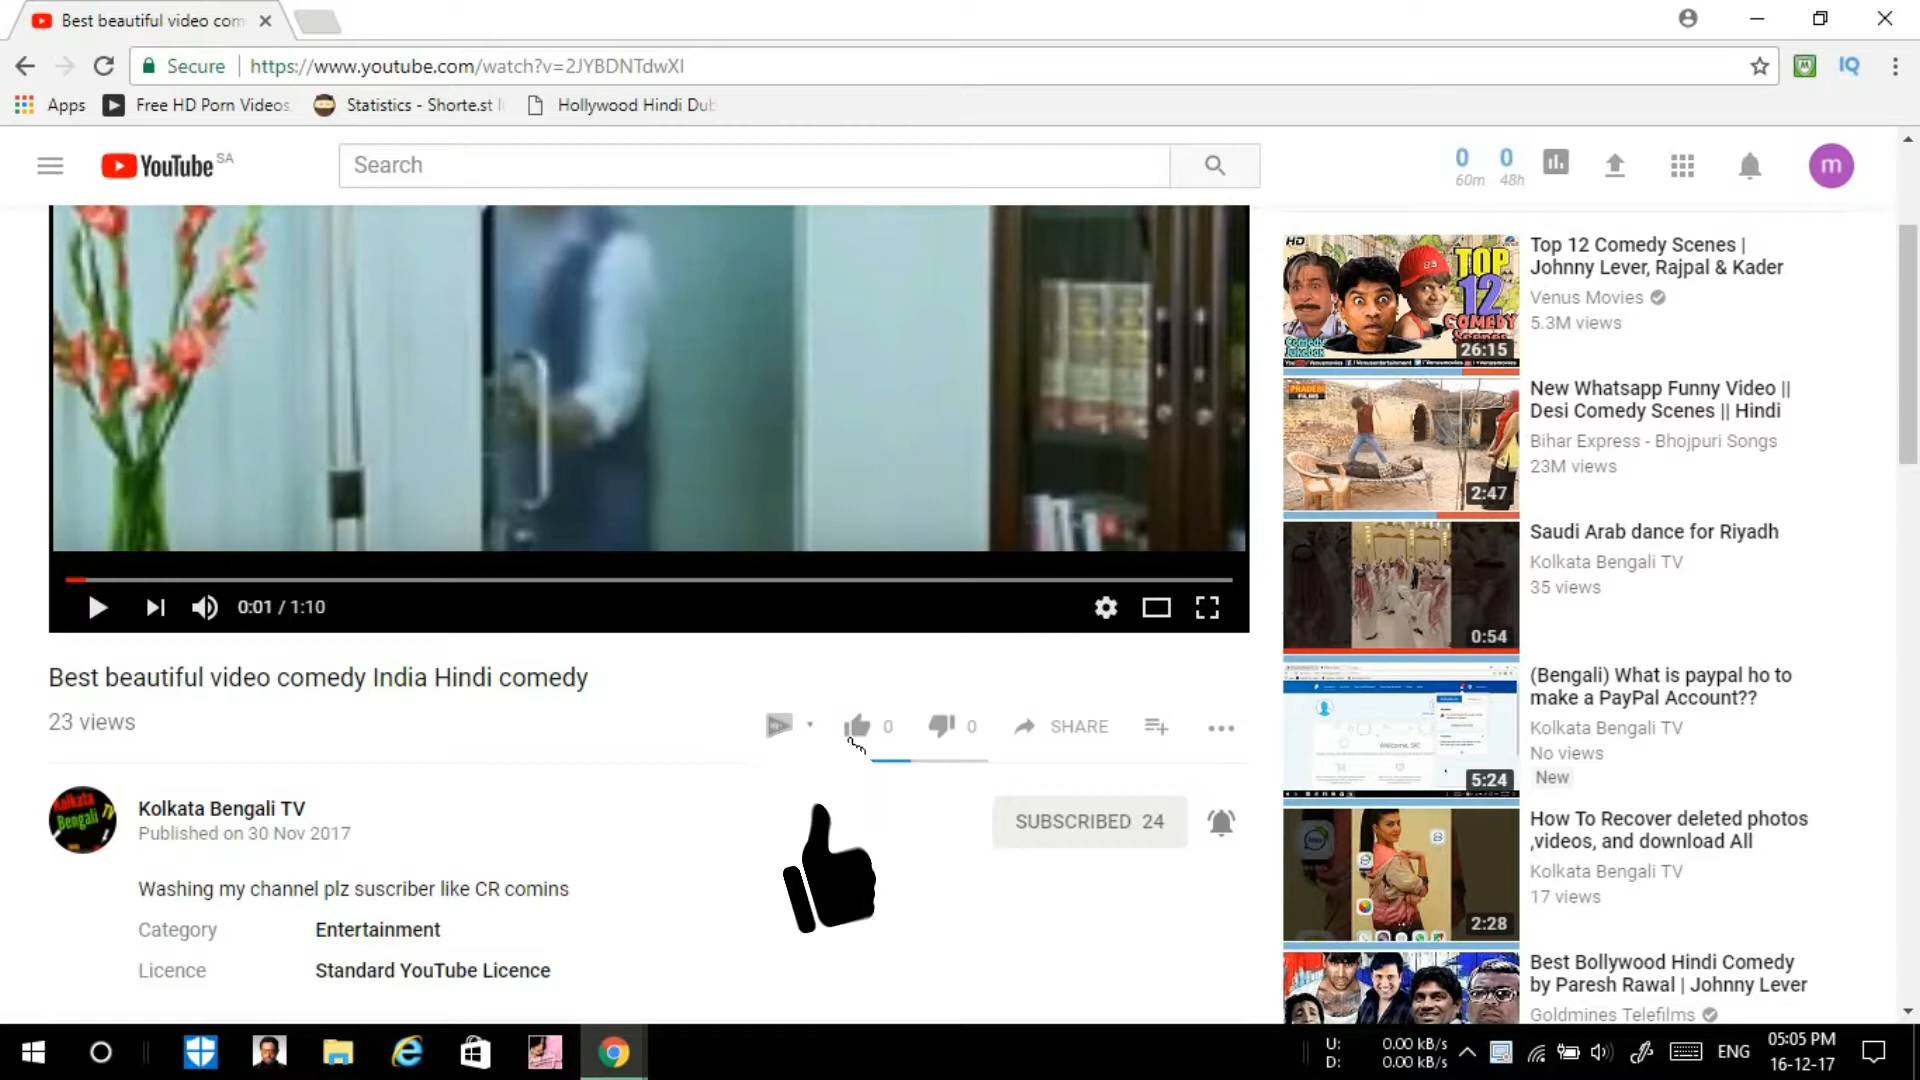 Best beautiful video com
Secure
https://www.youtube.com/watch?v=2JYBDNTdwXI
IQ
Apps
Free HD Porn Videos
Statistics - Shorte.st
Hollywood Hindi Dub
YouTube SA
Search
0 0
60m 48h
m
HD
TOP
12
COMEDY
26:15
Top 12 Comedy Scenes |
Johnny Lever, Rajpal & Kader
Venus Movies
5.3M views
PRADESI
FILMS
2:47
New Whatsapp Funny Video ||
Desi Comedy Scenes || Hindi
Bihar Express - Bhojpuri Songs
23M views
0:54
Saudi Arab dance for Riyadh
Kolkata Bengali TV
35 views
5:24
(Bengali) What is paypal ho to
make a PayPal Account??
Kolkata Bengali TV
No views
New
2:28
How To Recover deleted photos
,videos, and download All
Kolkata Bengali TV
17 views
Best Bollywood Hindi Comedy
by Paresh Rawal | Johnny Lever
Goldmines Telefilms
0:01 / 1:10
Best beautiful video comedy India Hindi comedy
23 views
0
0
SHARE
Kolkata Bengali TV
Published on 30 Nov 2017
SUBSCRIBED 24
Washing my channel plz suscriber like CR comins
Category Entertainment
Licence Standard YouTube Licence
U: 0.00 kB/s
D: 0.00 kB/s
ENG
05:05 PM
16-12-17